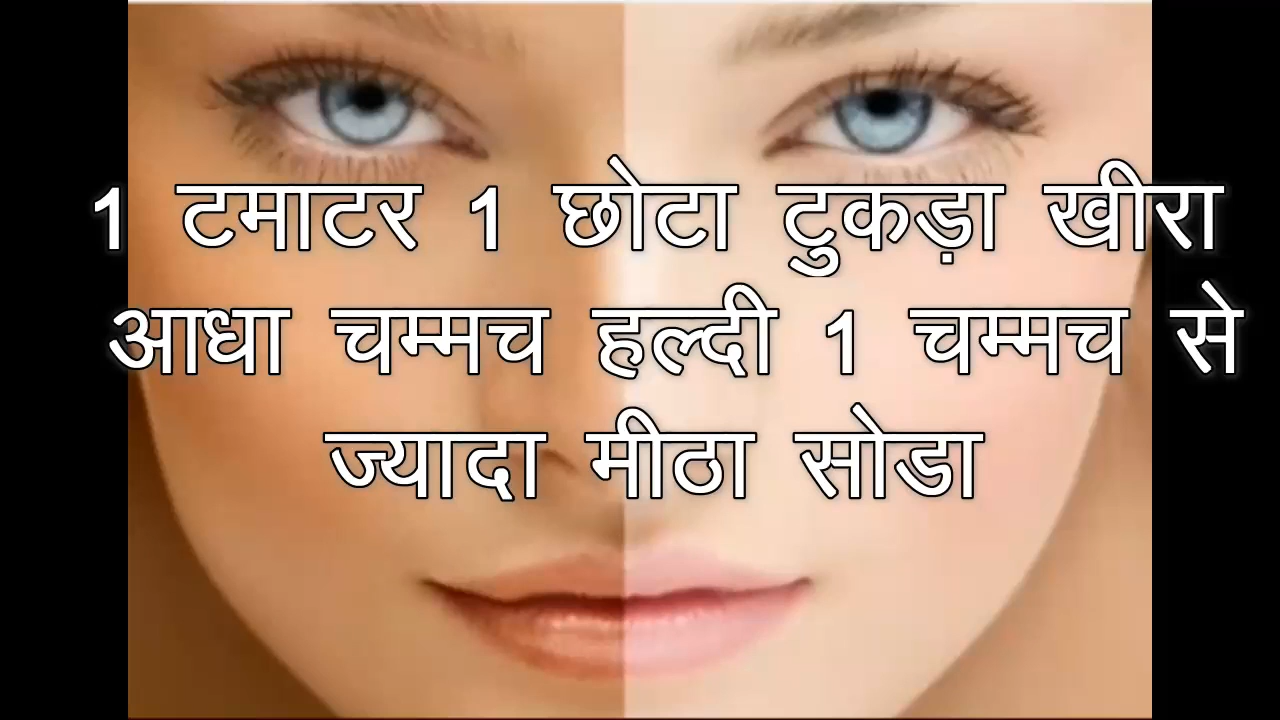 1 टमाटर 1 छोटा टुकड़ा खीरा
आधा चम्मच हल्दी 1 चम्मच से
ज्यादा मीठा सोडा